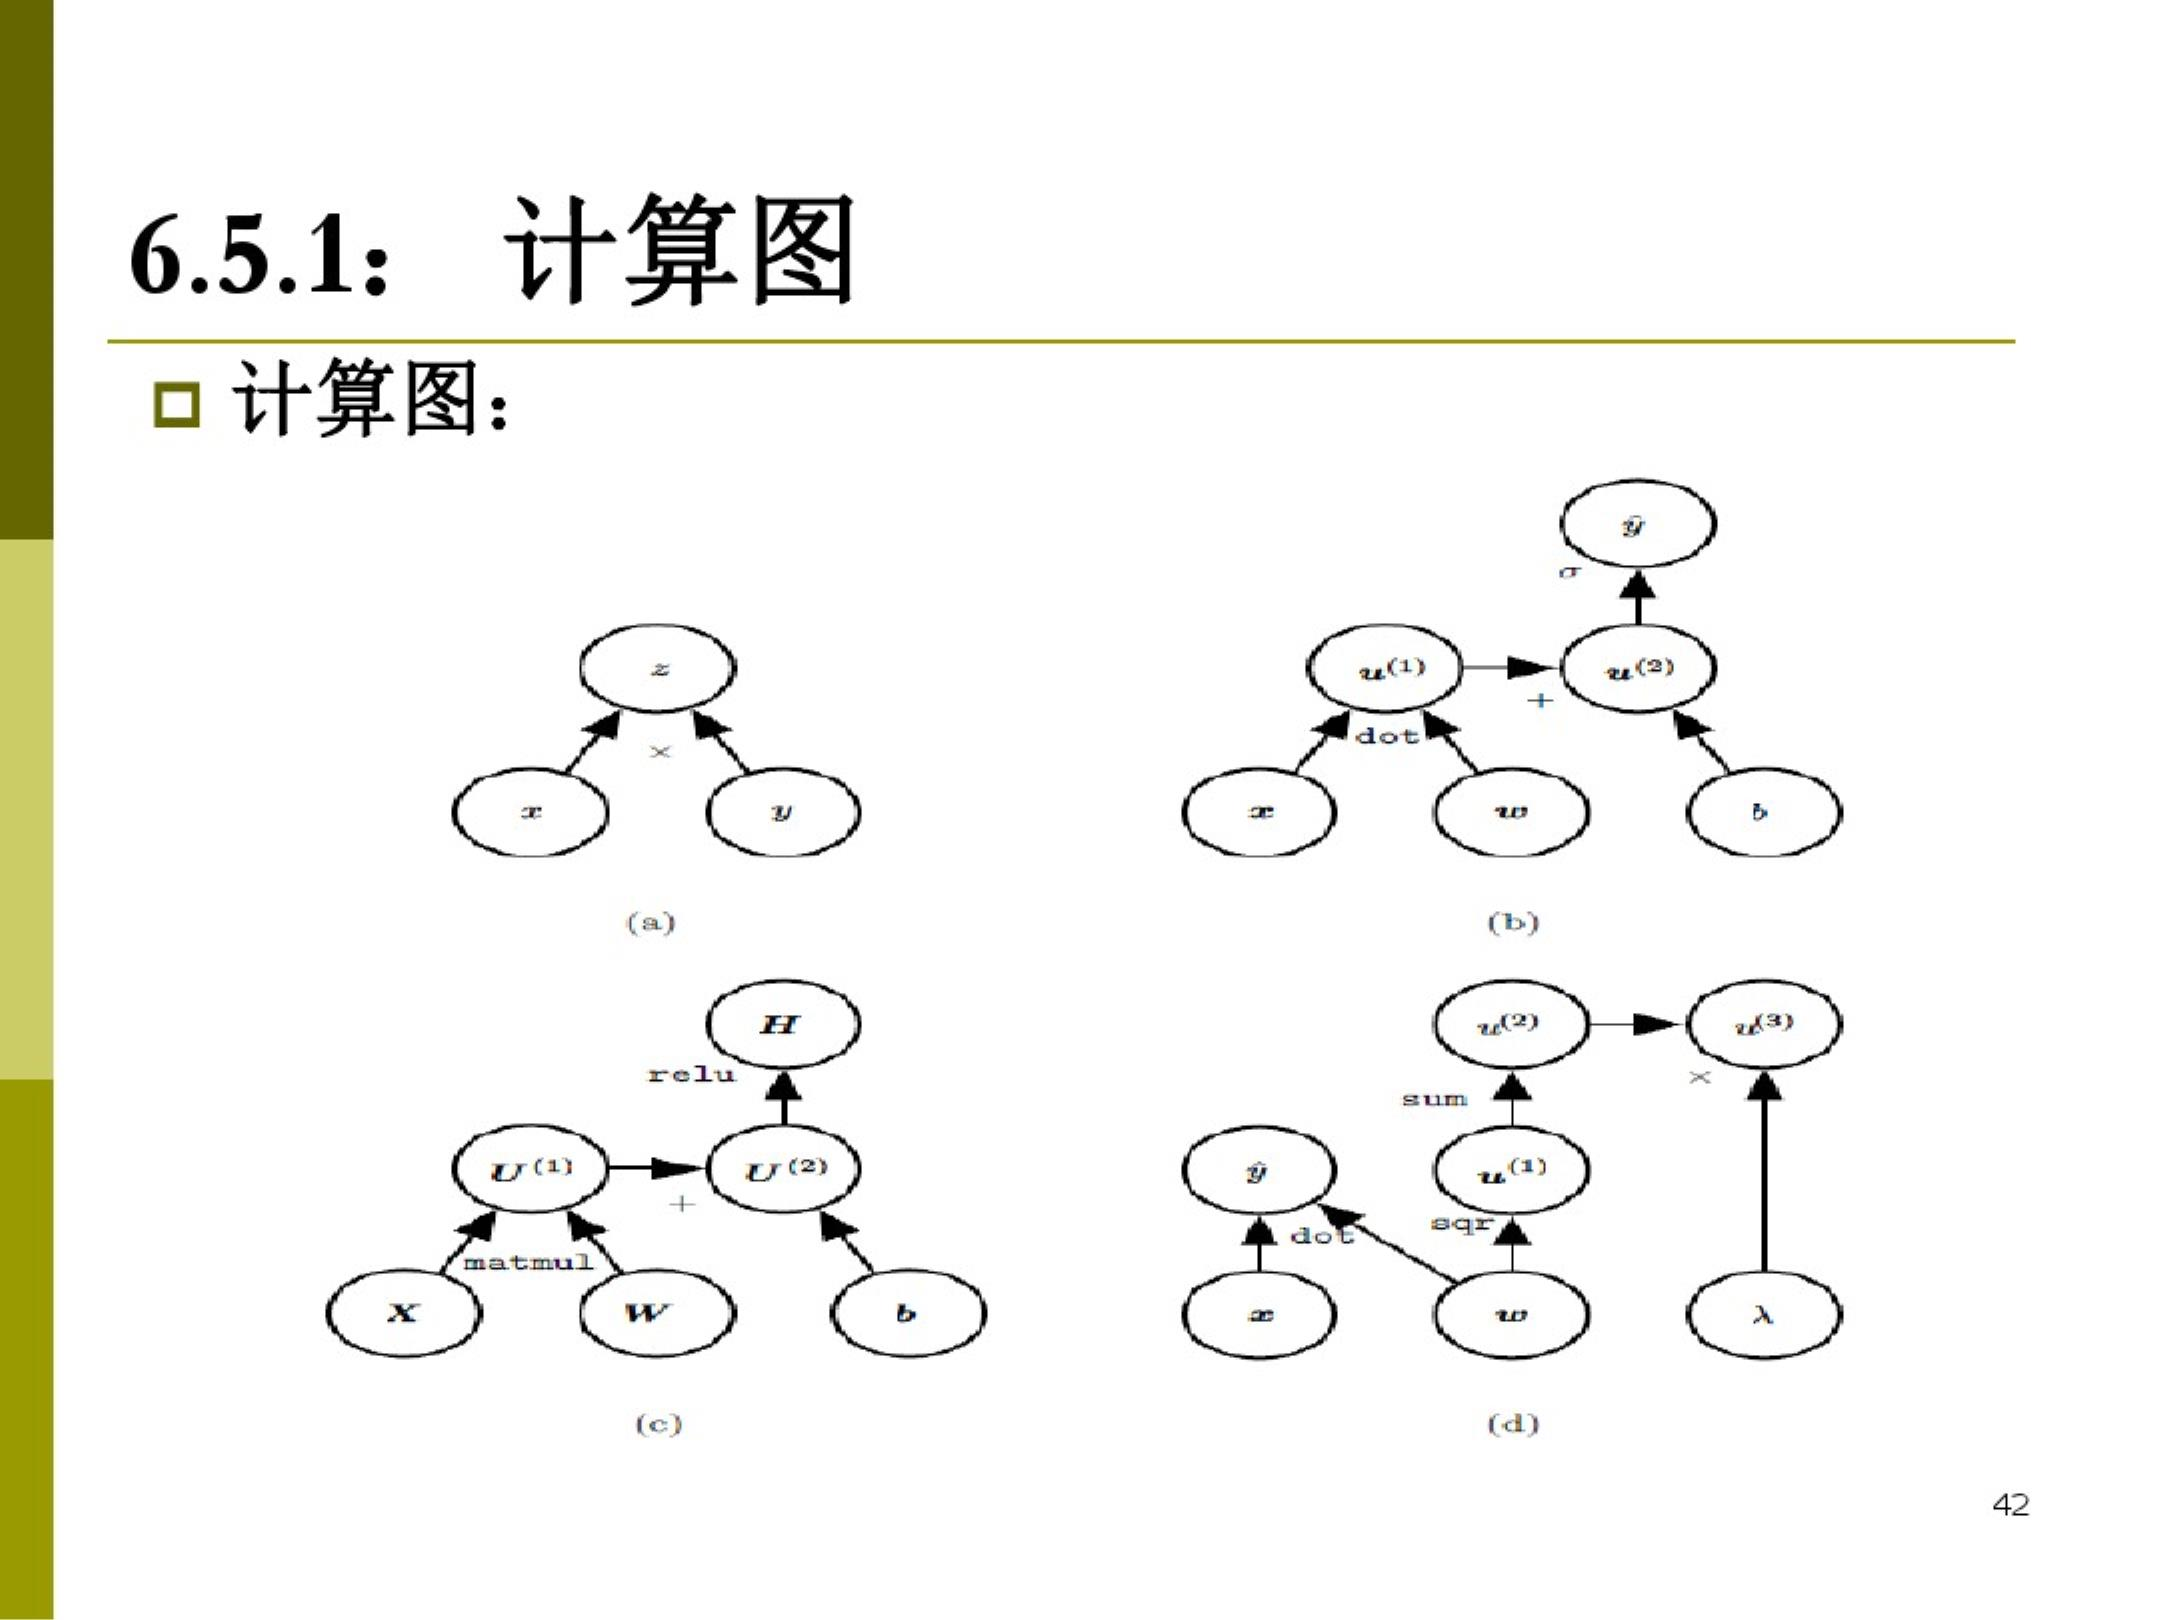 6.5.1： 计算图
计算图：
z
×
x y
(a)
ŷ
σ
u(1) u(2)
+
dot
x w b
(b)
H
relu
U(1) U(2)
+
matmul
X W b
(c)
u(2) u(3)
×
sum
ŷ u(1)
sqr
dot
x w λ
(d)
42